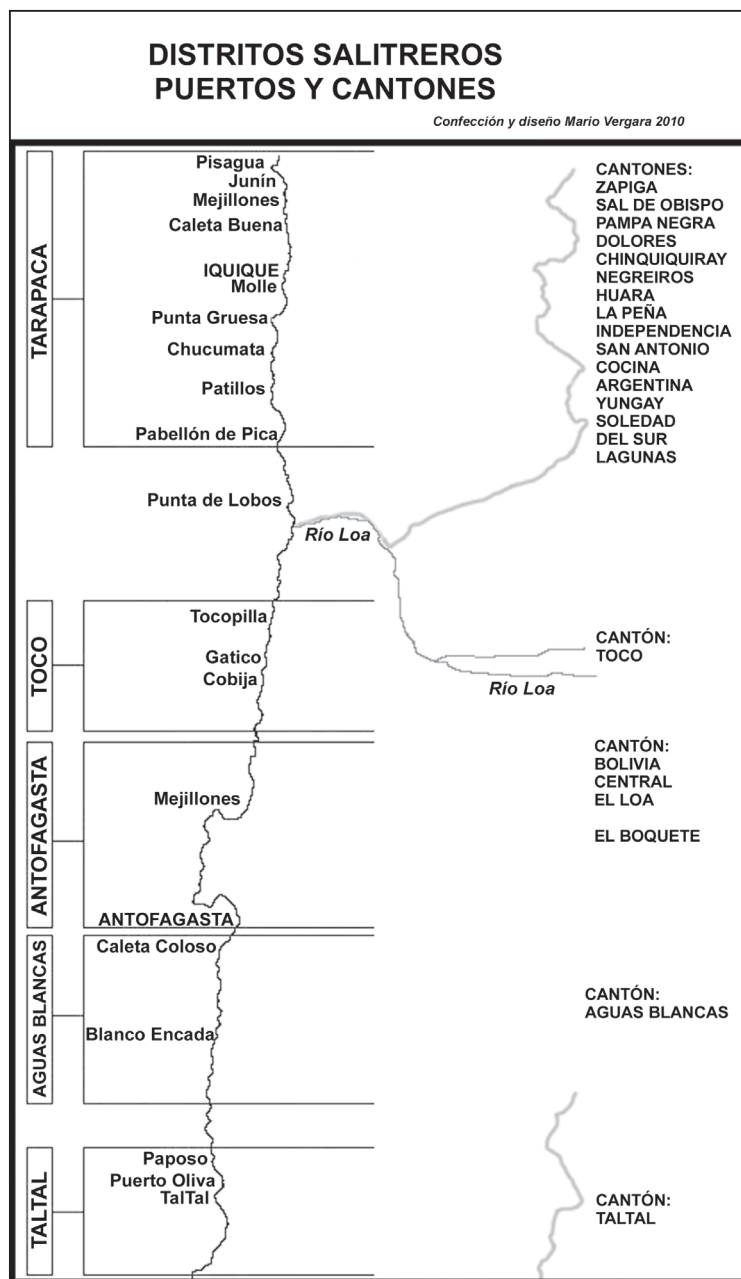 DISTRITOS SALITREROS
PUERTOS Y CANTONES
Confección y diseño Mario Vergara 2010
TARAPACA
Pisagua
Junín
Mejillones
Caleta Buena
IQUIQUE
Molle
Punta Gruesa
Chucumata
Patillos
Pabellón de Pica
CANTONES:
ZAPIGA
SAL DE OBISPO
PAMPA NEGRA
DOLORES
CHINQUIQUIRAY
NEGREIROS
HUARA
LA PEÑA
INDEPENDENCIA
SAN ANTONIO
COCINA
ARGENTINA
YUNGAY
SOLEDAD
DEL SUR
LAGUNAS
Punta de Lobos
Río Loa
TOCO
Tocopilla
Gatico
Cobija
CANTÓN:
TOCO
Río Loa
ANTOFAGASTA
Mejillones
ANTOFAGASTA
CANTÓN:
BOLIVIA
CENTRAL
EL LOA
EL BOQUETE
AGUAS BLANCAS
Caleta Coloso
Blanco Encada
CANTÓN:
AGUAS BLANCAS
TALTAL
Paposo
Puerto Oliva
TalTal
CANTÓN:
TALTAL